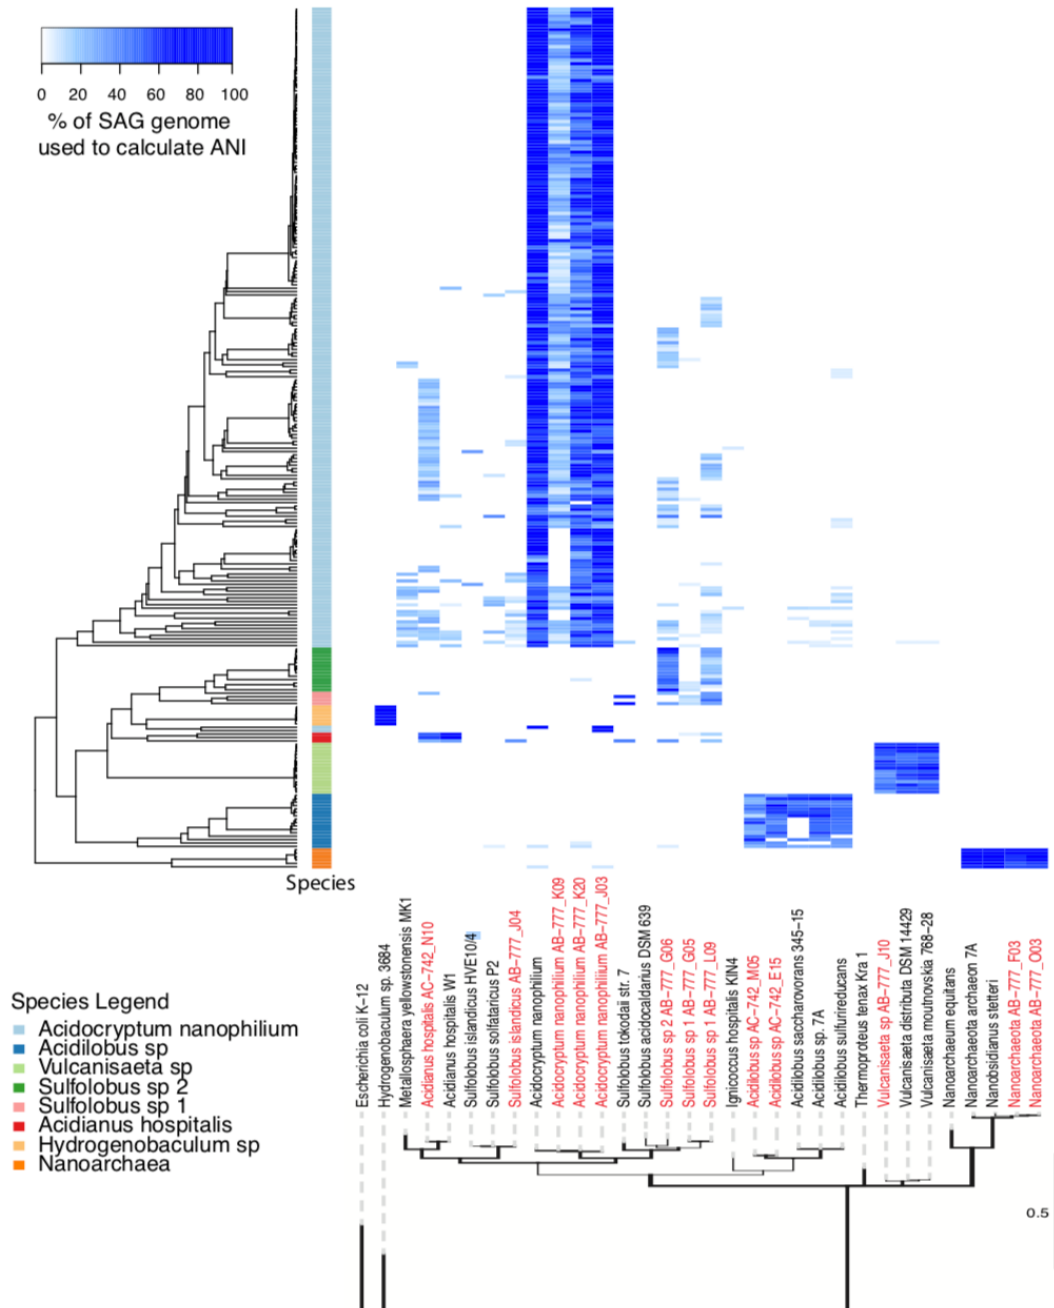 0 20 40 60 80 100
% of SAG genome
used to calculate ANI
Species
Escherichia coli K−12
Hydrogenobaculum sp. 3684
Metallosphaera yellowstonensis MK1
Acidianus hospitalis AC−742_N10
Acidianus hospitalis W1
Sulfolobus islandicus HVE10/4
Sulfolobus solfataricus P2
Sulfolobus islandicus AB−777_J04
Acidocryptum nanophilium
Acidocryptum nanophilium AB−777_K09
Acidocryptum nanophilium AB−777_K20
Acidocryptum nanophilium AB−777_J03
Sulfolobus tokodaii str. 7
Sulfolobus acidocaldarius DSM 639
Sulfolobus sp 2 AB−777_G06
Sulfolobus sp 1 AB−777_G05
Sulfolobus sp 1 AB−777_L09
Ignicoccus hospitalis KIN4
Acidilobus sp AC−742_M05
Acidilobus sp AC−742_E15
Acidilobus saccharovorans 345−15
Acidilobus sp. 7A
Acidilobus sulfurireducans
Thermoproteus tenax Kra 1
Vulcanisaeta sp AB−777_J10
Vulcanisaeta distributa DSM 14429
Vulcanisaeta moutnovskia 768−28
Nanoarchaeum equitans
Nanoarchaeota archaeon 7A
Nanobsidianus stetteri
Nanoarchaeota AB−777_F03
Nanoarchaeota AB−777_O03
Species Legend
Acidocryptum nanophilium
Acidilobus sp
Vulcanisaeta sp
Sulfolobus sp 2
Sulfolobus sp 1
Acidianus hospitalis
Hydrogenobaculum sp
Nanoarchaea
0.5